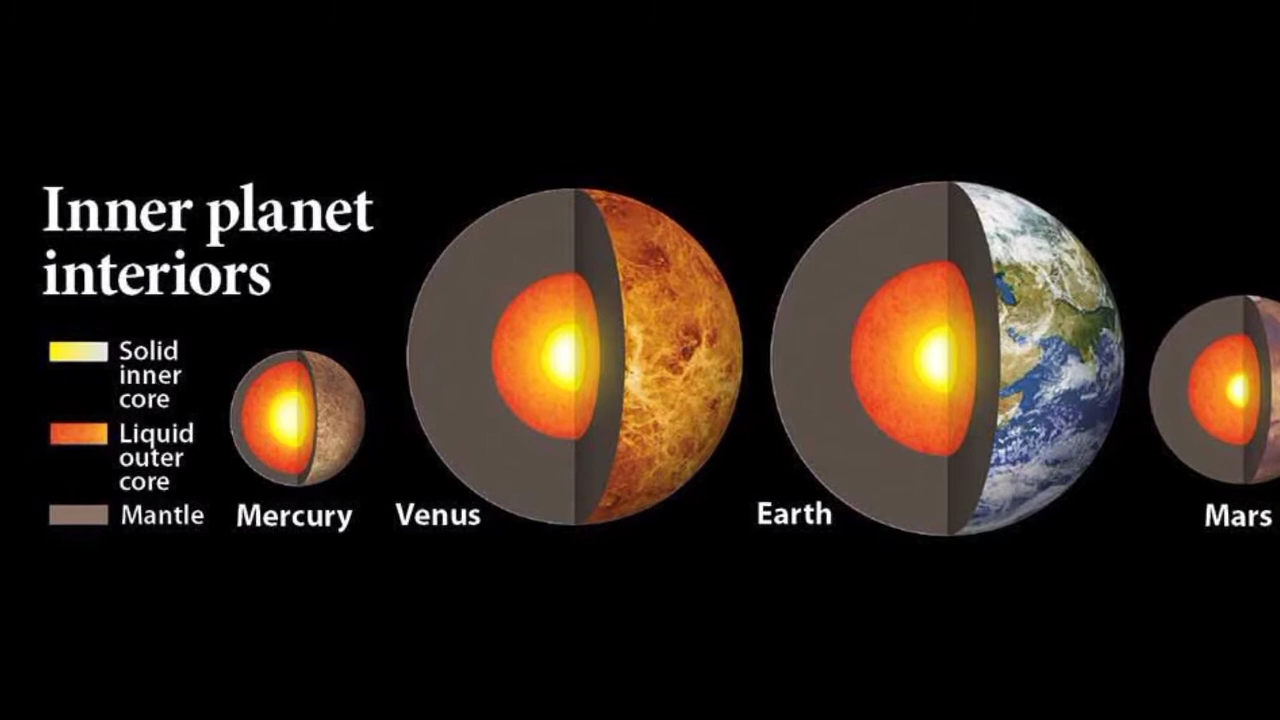 Inner planet
interiors
Solid
inner
core
Liquid
outer
core
Mantle
Mercury
Venus
Earth
Mars